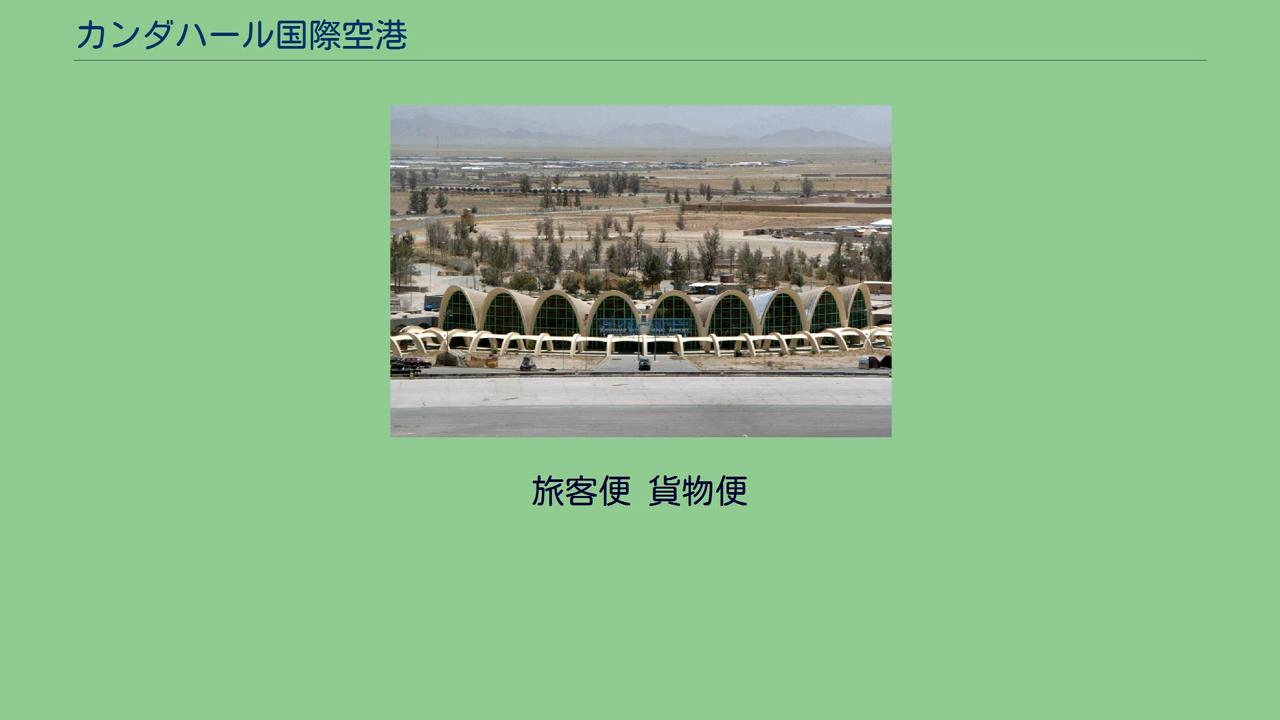 カンダハール国際空港
旅客便 貨物便